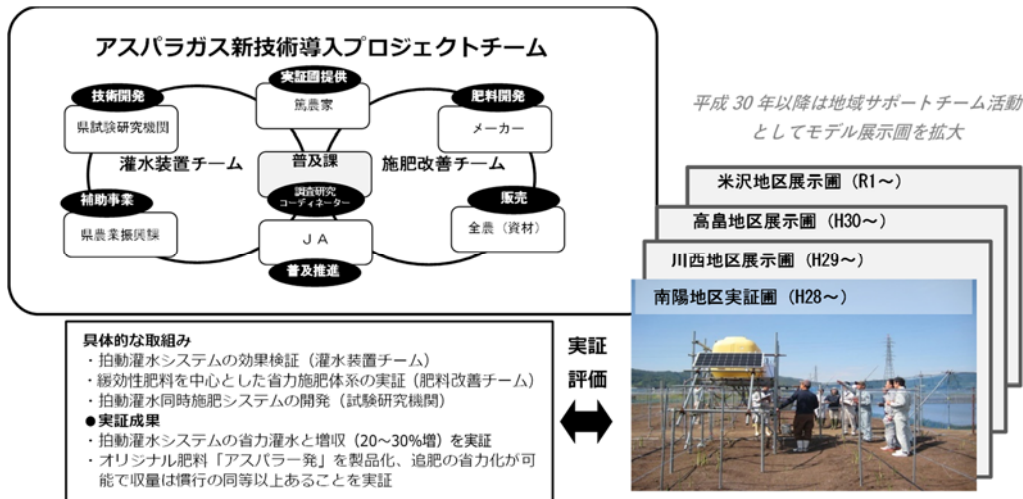 アスパラガス新技術導入プロジェクトチーム
実証圃提供
篤農家
技術開発
県試験研究機関
肥料開発
メーカー
灌水装置チーム
普及課
施肥改善チーム
調査研究
コーディネーター
補助事業
県農業振興課
JA
普及推進
販売
全農（資材）
平成30年以降は地域サポートチーム活動
としてモデル展示圃を拡大
米沢地区展示圃（R1～）
高畠地区展示圃（H30～）
川西地区展示圃（H29～）
南陽地区実証圃（H28～）
具体的な取組み
・拍動灌水システムの効果検証（灌水装置チーム）
・緩効性肥料を中心とした省力施肥体系の実証（肥料改善チーム）
・拍動灌水同時施肥システムの開発（試験研究機関）
●実証成果
・拍動灌水システムの省力灌水と増収（20～30%増）を実証
・オリジナル肥料「アスパラ一発」を製品化、追肥の省力化が可
能で収量は慣行の同等以上あることを実証
実証
評価